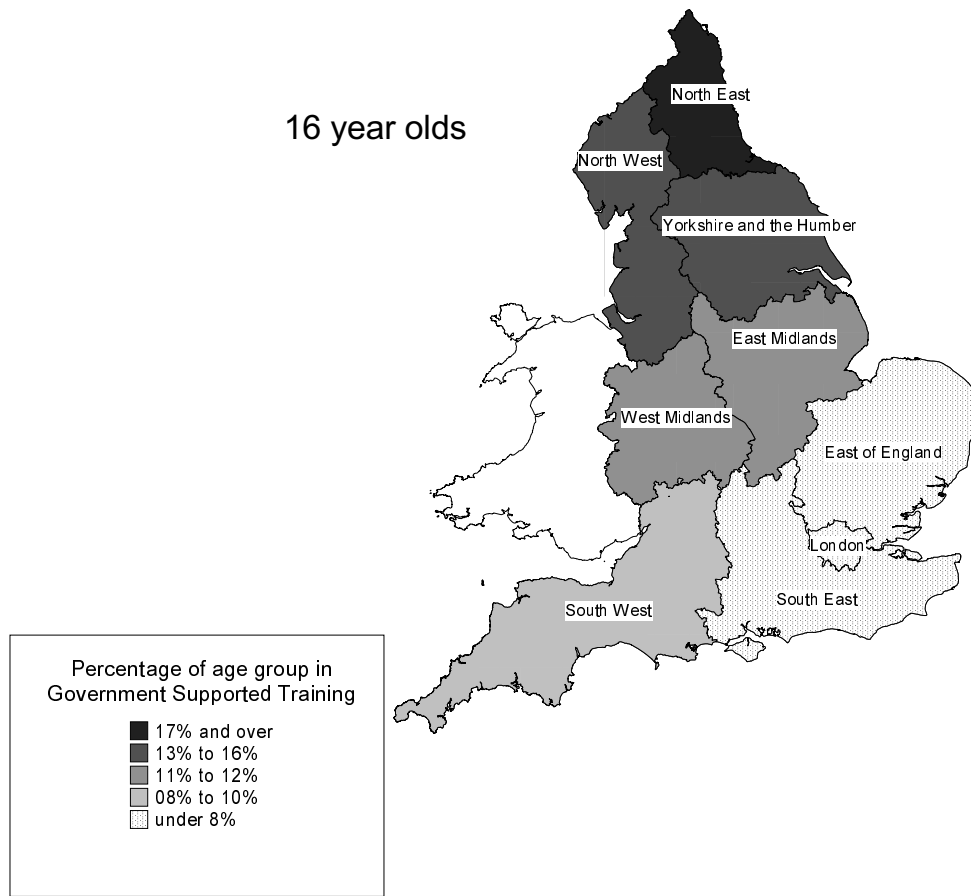 North East
16 year olds
North West
Yorkshire and the Humber
East Midlands
West Midlands
East of England
London
South East
South West
Percentage of age group in
Government Supported Training
17% and over
13% to 16%
11% to 12%
08% to 10%
under 8%